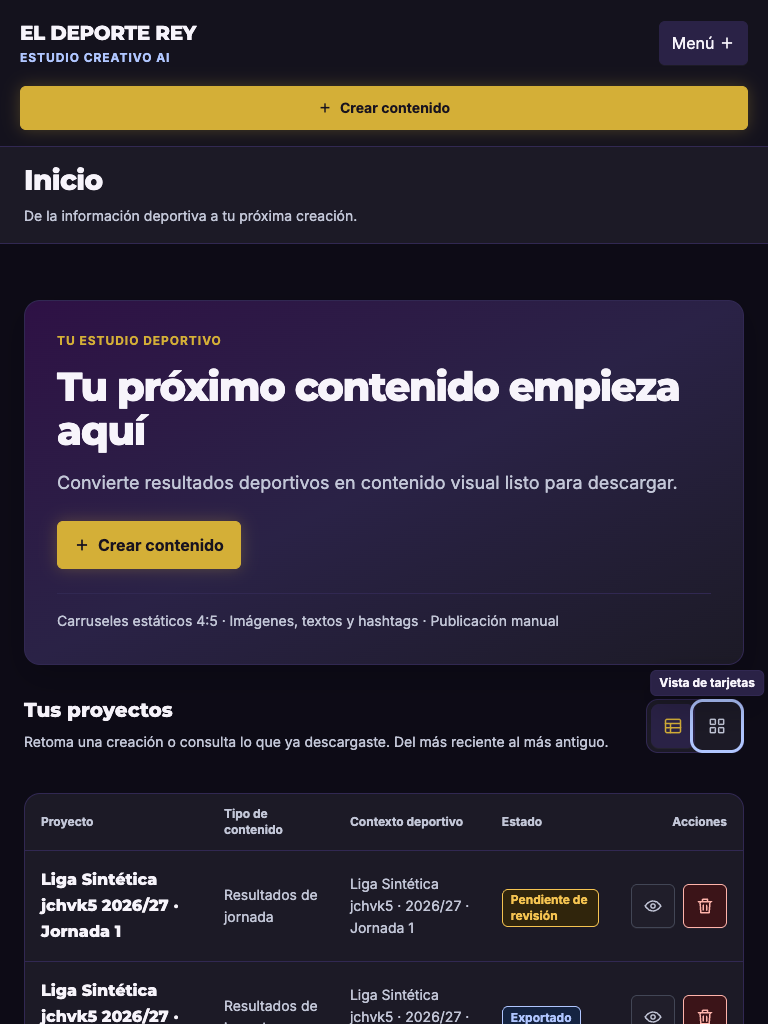 EL DEPORTE REY
ESTUDIO CREATIVO AI
Menú +
+ Crear contenido
Inicio
De la información deportiva a tu próxima creación.
TU ESTUDIO DEPORTIVO
Tu próximo contenido empieza
aquí
Convierte resultados deportivos en contenido visual listo para descargar.
+ Crear contenido
Carruseles estáticos 4:5 · Imágenes, textos y hashtags · Publicación manual
Vista de tarjetas
Tus proyectos
Retoma una creación o consulta lo que ya descargaste. Del más reciente al más antiguo.
Proyecto
Tipo de
contenido
Contexto deportivo
Estado
Acciones
Liga Sintética
jchvk5 2026/27 ·
Jornada 1
Resultados de
jornada
Liga Sintética
jchvk5 · 2026/27 ·
Jornada 1
Pendiente de
revisión
Liga Sintética
jchvk5 2026/27 ·
Resultados de
Liga Sintética
jchvk5 · 2026/27 ·
Exportado